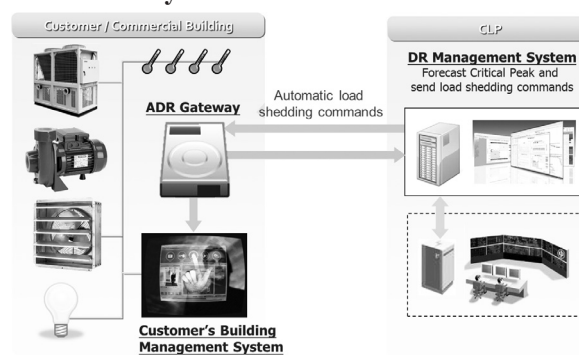 Customer / Commercial Building
CLP
DR Management System
Forecast Critical Peak and
send load shedding commands
ADR Gateway
Automatic load
shedding commands
Customer's Building
Management System